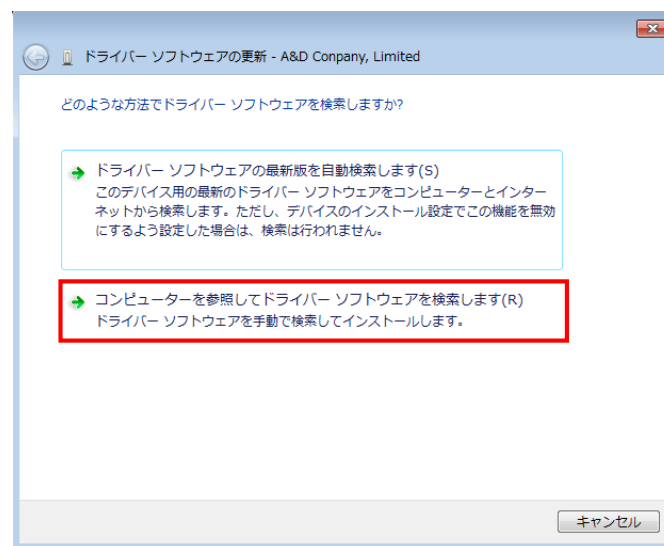 ドライバー ソフトウェアの更新 - A&D Conpany, Limited
どのような方法でドライバー ソフトウェアを検索しますか?
ドライバー ソフトウェアの最新版を自動検索します(S)
このデバイス用の最新のドライバー ソフトウェアをコンピューターとインター
ネットから検索します。ただし、デバイスのインストール設定でこの機能を無効
にするよう設定した場合は、検索は行われません。
コンピューターを参照してドライバー ソフトウェアを検索します(R)
ドライバー ソフトウェアを手動で検索してインストールします。
キャンセル